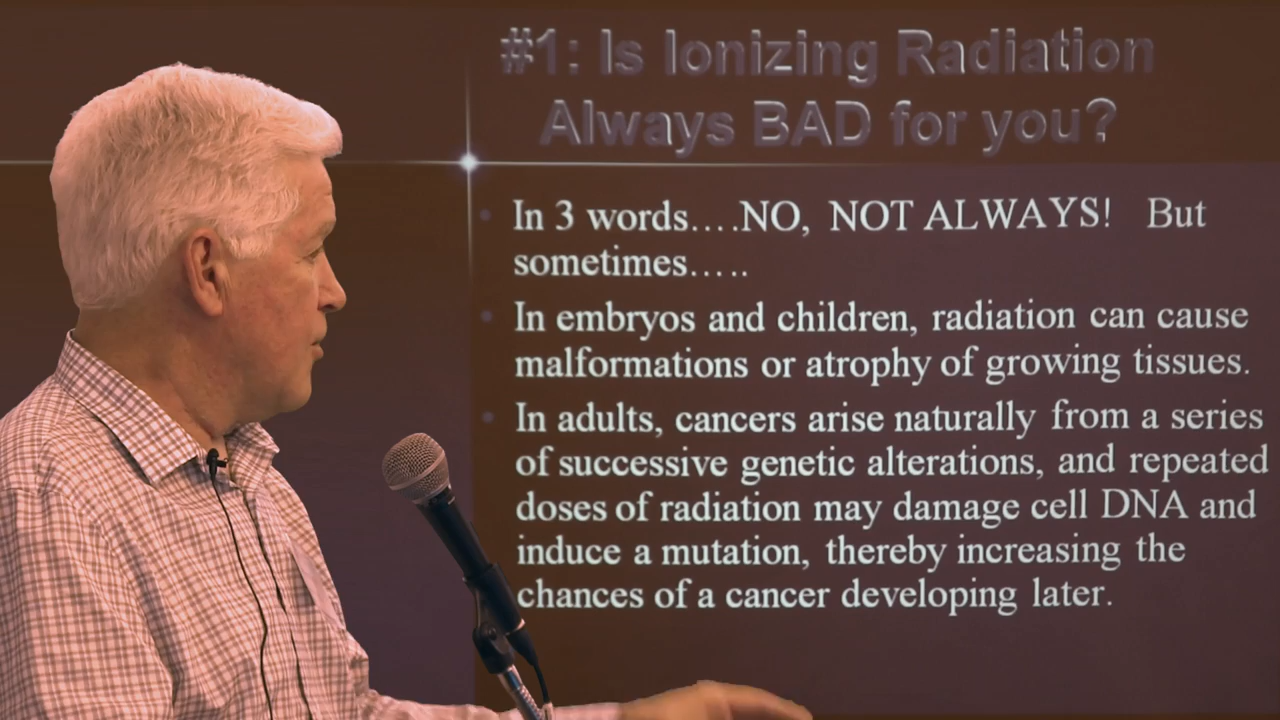 #1: Is Ionizing Radiation
Always BAD for you?
In 3 words....NO, NOT ALWAYS! But
sometimes.....
In embryos and children, radiation can cause
malformations or atrophy of growing tissues.
In adults, cancers arise naturally from a series
of successive genetic alterations, and repeated
doses of radiation may damage cell DNA and
induce a mutation, thereby increasing the
chances of a cancer developing later.